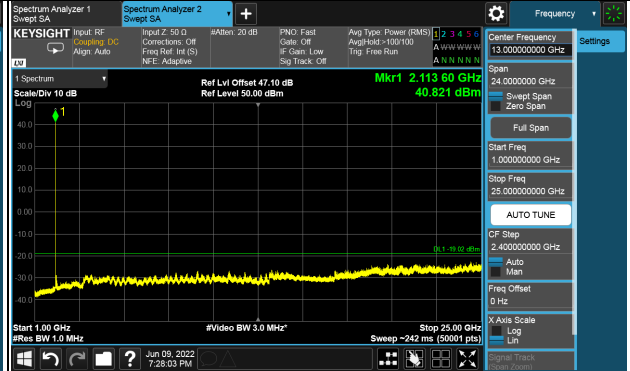 Spectrum Analyzer 1
Swept SA
Spectrum Analyzer 2
Swept SA
+
Frequency
KEYSIGHT
LXI
Input: RF
Coupling: DC
Align: Auto
Input Z: 50 Ω
Corrections: Off
Freq Ref: Int (S)
NFE: Adaptive
#Atten: 20 dB
PNO: Fast
Gate: Off
IF Gain: Low
Sig Track: Off
Avg Type: Power (RMS)
Avg|Hold:>100/100
Trig: Free Run
1 2 3 4 5 6
A W W W W W
A N N N N N
1 Spectrum
Scale/Div 10 dB
Log
Ref Lvl Offset 47.10 dB
Ref Level 50.00 dBm
Mkr1 2.113 60 GHz
40.821 dBm
1
40.0
30.0
20.0
10.0
0.00
-10.0
-20.0
-30.0
-40.0
DL1 -19.02 dBm
Start 1.00 GHz
#Res BW 1.0 MHz
#Video BW 3.0 MHz*
Stop 25.00 GHz
Sweep ~242 ms (50001 pts)
?
Jun 09, 2022
7:28:03 PM
Center Frequency
13.000000000 GHz
Settings
Span
24.0000000 GHz
Swept Span
Zero Span
Full Span
Start Freq
1.000000000 GHz
Stop Freq
25.000000000 GHz
AUTO TUNE
CF Step
2.400000000 GHz
Auto
Man
Freq Offset
0 Hz
X Axis Scale
Log
Lin
Signal Track
(Span Zoom)